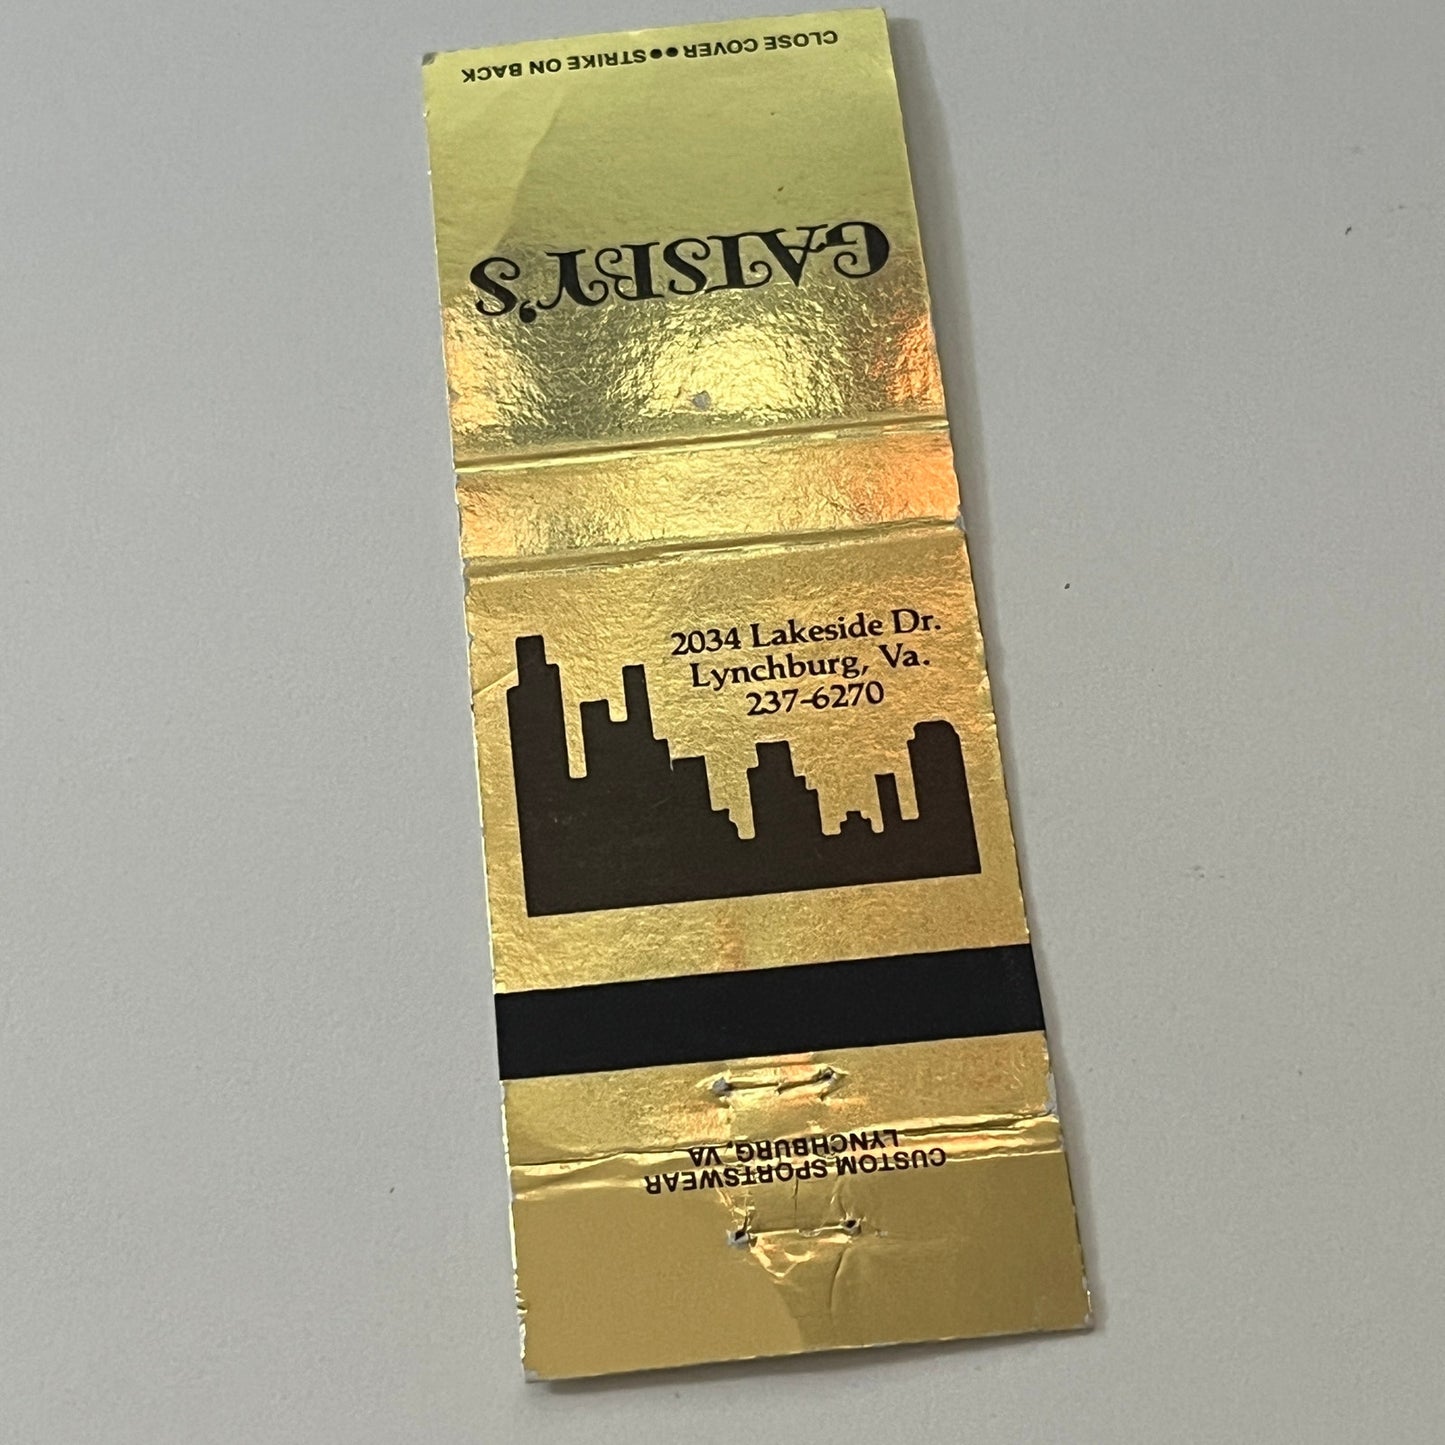 CLOSE COVER●●STRIKE ON BACK
GATSBY'S
2034 Lakeside Dr.
Lynchburg, Va.
237-6270
CUSTOM SPORTSWEAR
LYNCHBURG, VA